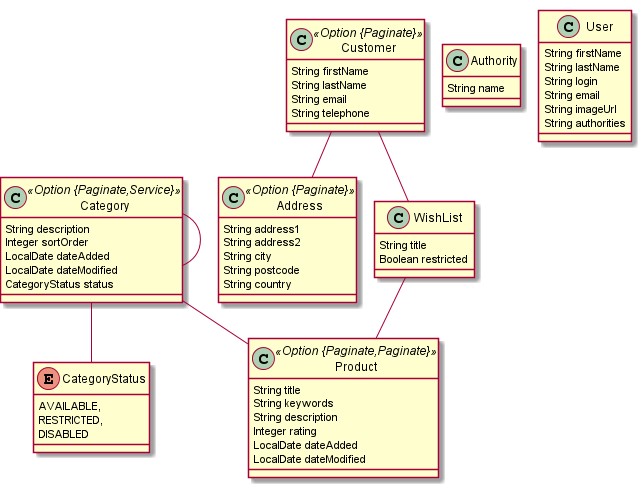 C
«Option {Paginate}»
Customer
String firstName
String lastName
String email
String telephone
C
Authority
String name
C
User
String firstName
String lastName
String login
String email
String imageUrl
String authorities
C
«Option {Paginate,Service}»
Category
String description
Integer sortOrder
LocalDate dateAdded
LocalDate dateModified
CategoryStatus status
C
«Option {Paginate}»
Address
String address1
String address2
String city
String postcode
String country
C
WishList
String title
Boolean restricted
E
CategoryStatus
AVAILABLE,
RESTRICTED,
DISABLED
C
«Option {Paginate,Paginate}»
Product
String title
String keywords
String description
Integer rating
LocalDate dateAdded
LocalDate dateModified